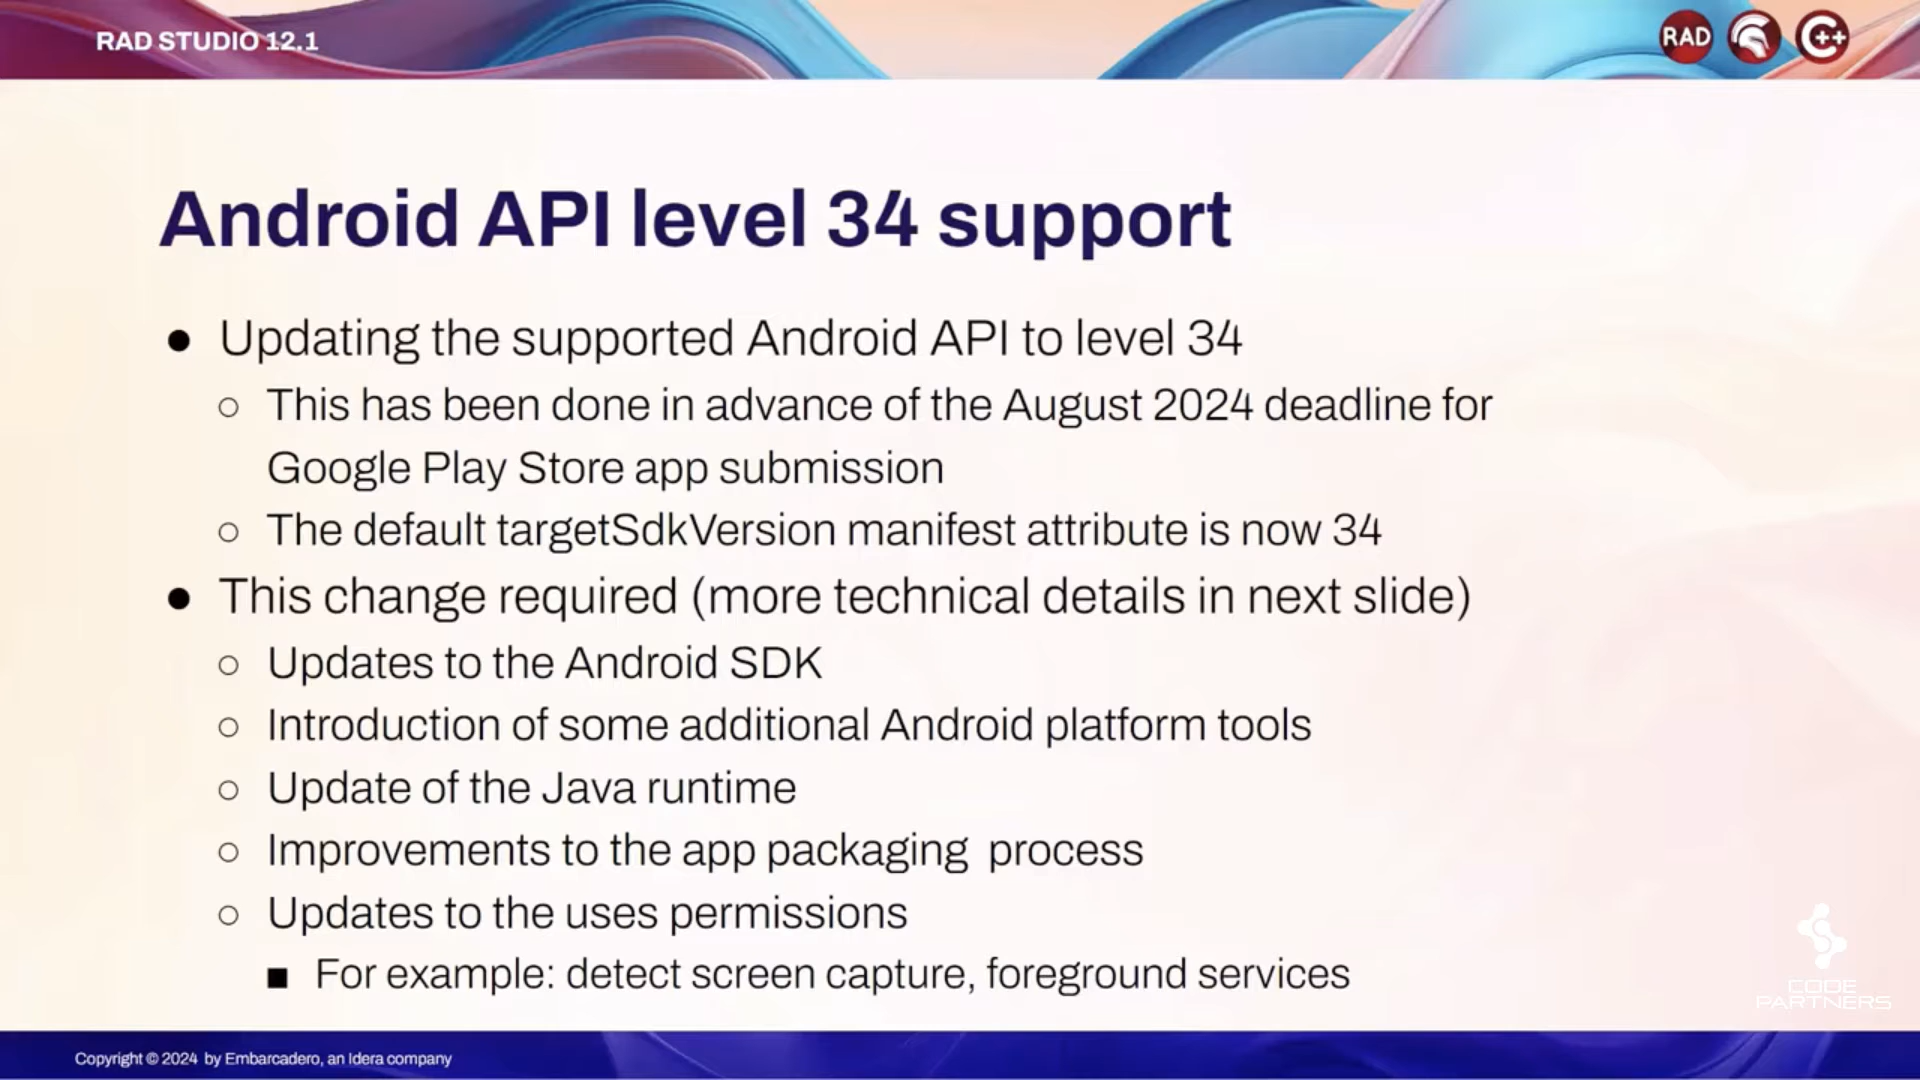 RAD STUDIO 12.1
RAD
C++
Android API level 34 support
● Updating the supported Android API to level 34
○ This has been done in advance of the August 2024 deadline for
Google Play Store app submission
○ The default targetSdkVersion manifest attribute is now 34
● This change required (more technical details in next slide)
○ Updates to the Android SDK
○ Introduction of some additional Android platform tools
○ Update of the Java runtime
○ Improvements to the app packaging  process
○ Updates to the uses permissions
■ For example: detect screen capture, foreground services
CODE
PARTNERS
Copyright © 2024 by Embarcadero, an Idera company